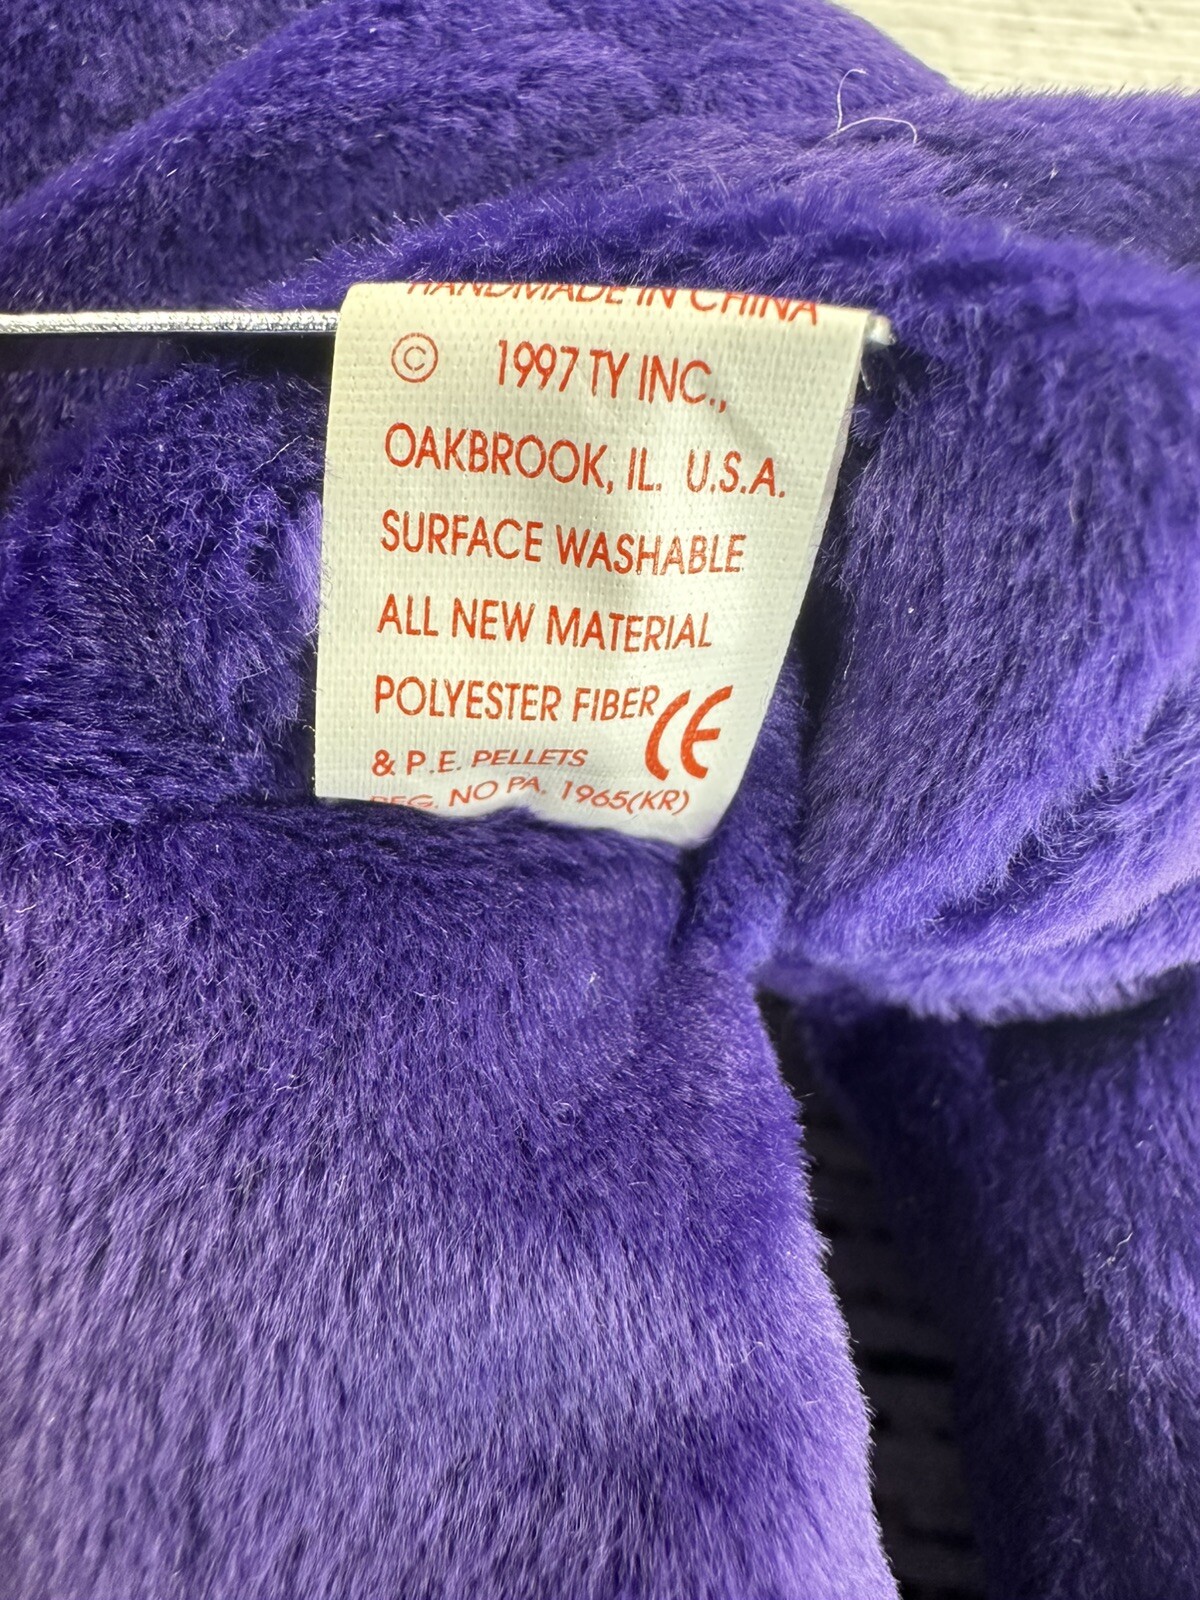 HANDMADE IN CHINA
© 1997 TY INC.,
OAKBROOK, IL. U.S.A.
SURFACE WASHABLE
ALL NEW MATERIAL
POLYESTER FIBER CE
& P.E. PELLETS
REG. NO PA. 1965(KR)